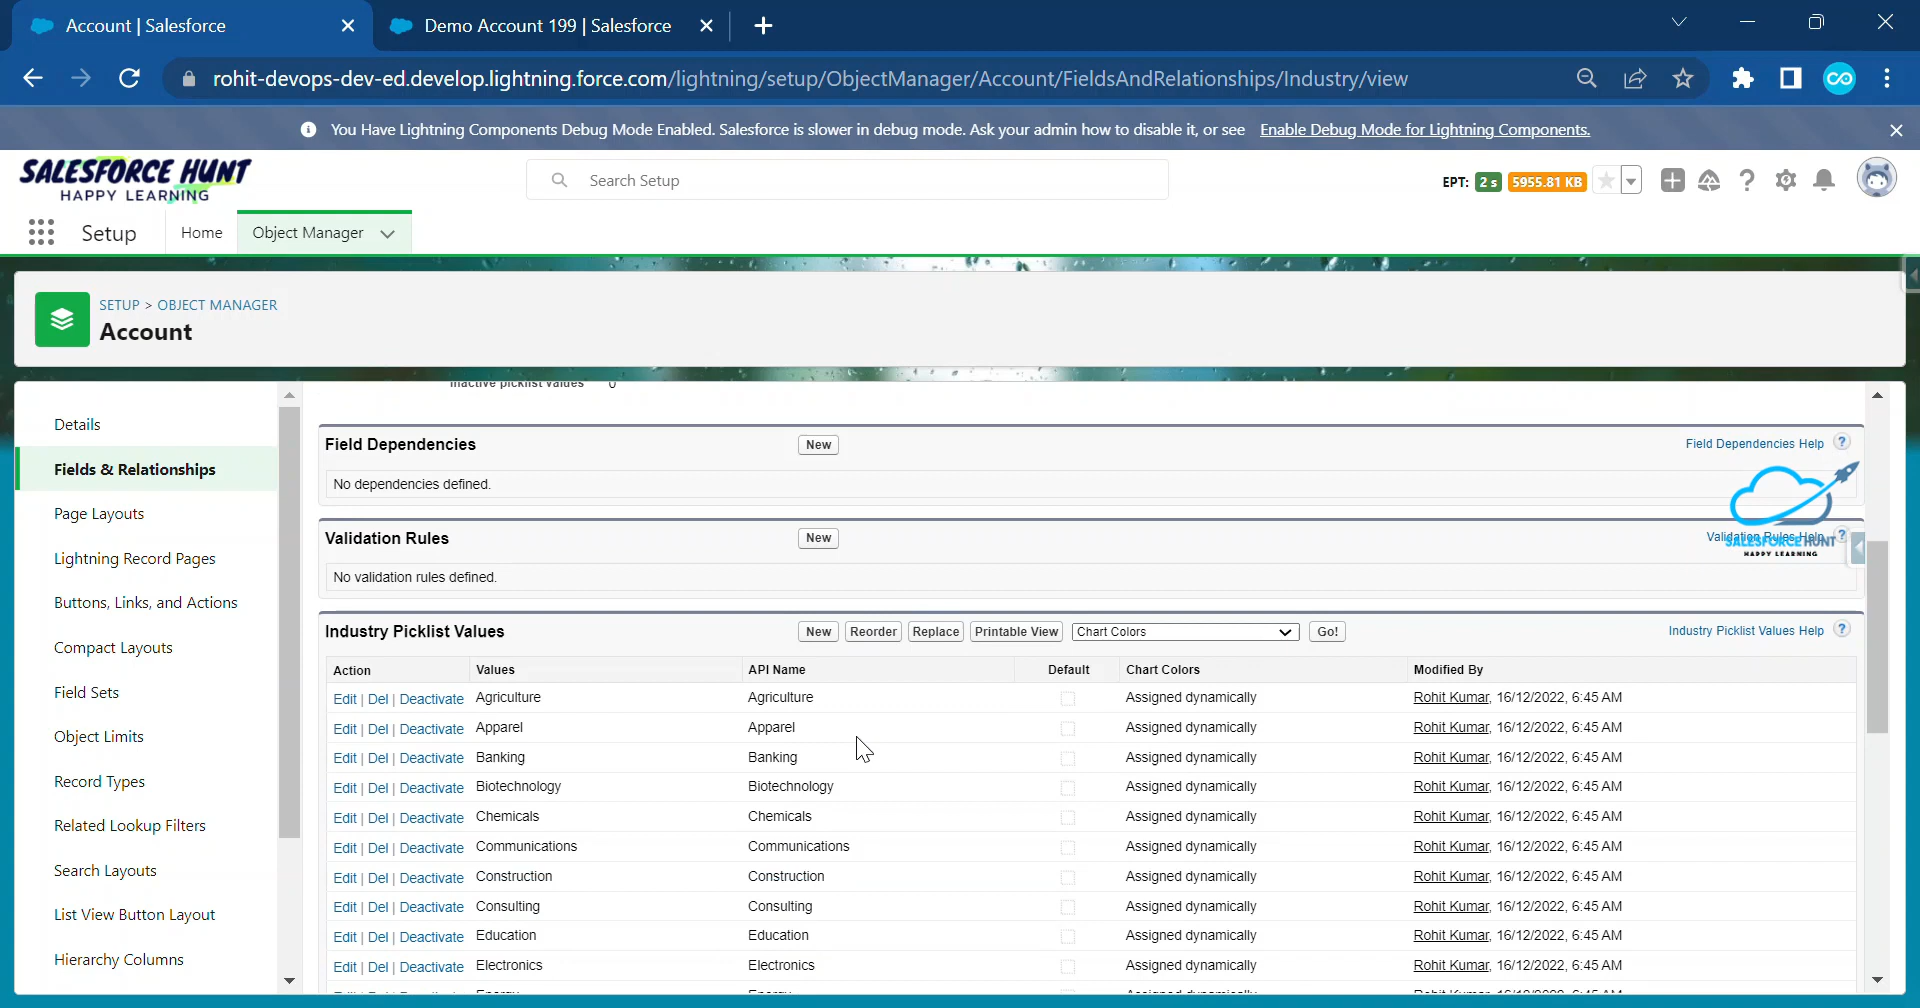 Account | Salesforce
Demo Account 199 | Salesforce
rohit-devops-dev-ed.develop.lightning.force.com/lightning/setup/ObjectManager/Account/FieldsAndRelationships/Industry/view
You Have Lightning Components Debug Mode Enabled. Salesforce is slower in debug mode. Ask your admin how to disable it, or see Enable Debug Mode for Lightning Components.
SALESFORCE HUNT
HAPPY LEARNING
Search Setup
EPT: 2 s 5955.81 KB
Setup Home Object Manager
SETUP > OBJECT MANAGER
Account
Details
Fields & Relationships
Page Layouts
Lightning Record Pages
Buttons, Links, and Actions
Compact Layouts
Field Sets
Object Limits
Record Types
Related Lookup Filters
Search Layouts
List View Button Layout
Hierarchy Columns
Inactive picklist values 0
Field Dependencies New Field Dependencies Help ?
No dependencies defined.
Validation Rules New Validation Rules Help ?
SALESFORCE HUNT
HAPPY LEARNING
No validation rules defined.
Industry Picklist Values New Reorder Replace Printable View Chart Colors Go! Industry Picklist Values Help ?
Action Values API Name Default Chart Colors Modified By
Edit | Del | Deactivate Agriculture Agriculture Assigned dynamically Rohit Kumar, 16/12/2022, 6:45 AM
Edit | Del | Deactivate Apparel Apparel Assigned dynamically Rohit Kumar, 16/12/2022, 6:45 AM
Edit | Del | Deactivate Banking Banking Assigned dynamically Rohit Kumar, 16/12/2022, 6:45 AM
Edit | Del | Deactivate Biotechnology Biotechnology Assigned dynamically Rohit Kumar, 16/12/2022, 6:45 AM
Edit | Del | Deactivate Chemicals Chemicals Assigned dynamically Rohit Kumar, 16/12/2022, 6:45 AM
Edit | Del | Deactivate Communications Communications Assigned dynamically Rohit Kumar, 16/12/2022, 6:45 AM
Edit | Del | Deactivate Construction Construction Assigned dynamically Rohit Kumar, 16/12/2022, 6:45 AM
Edit | Del | Deactivate Consulting Consulting Assigned dynamically Rohit Kumar, 16/12/2022, 6:45 AM
Edit | Del | Deactivate Education Education Assigned dynamically Rohit Kumar, 16/12/2022, 6:45 AM
Edit | Del | Deactivate Electronics Electronics Assigned dynamically Rohit Kumar, 16/12/2022, 6:45 AM